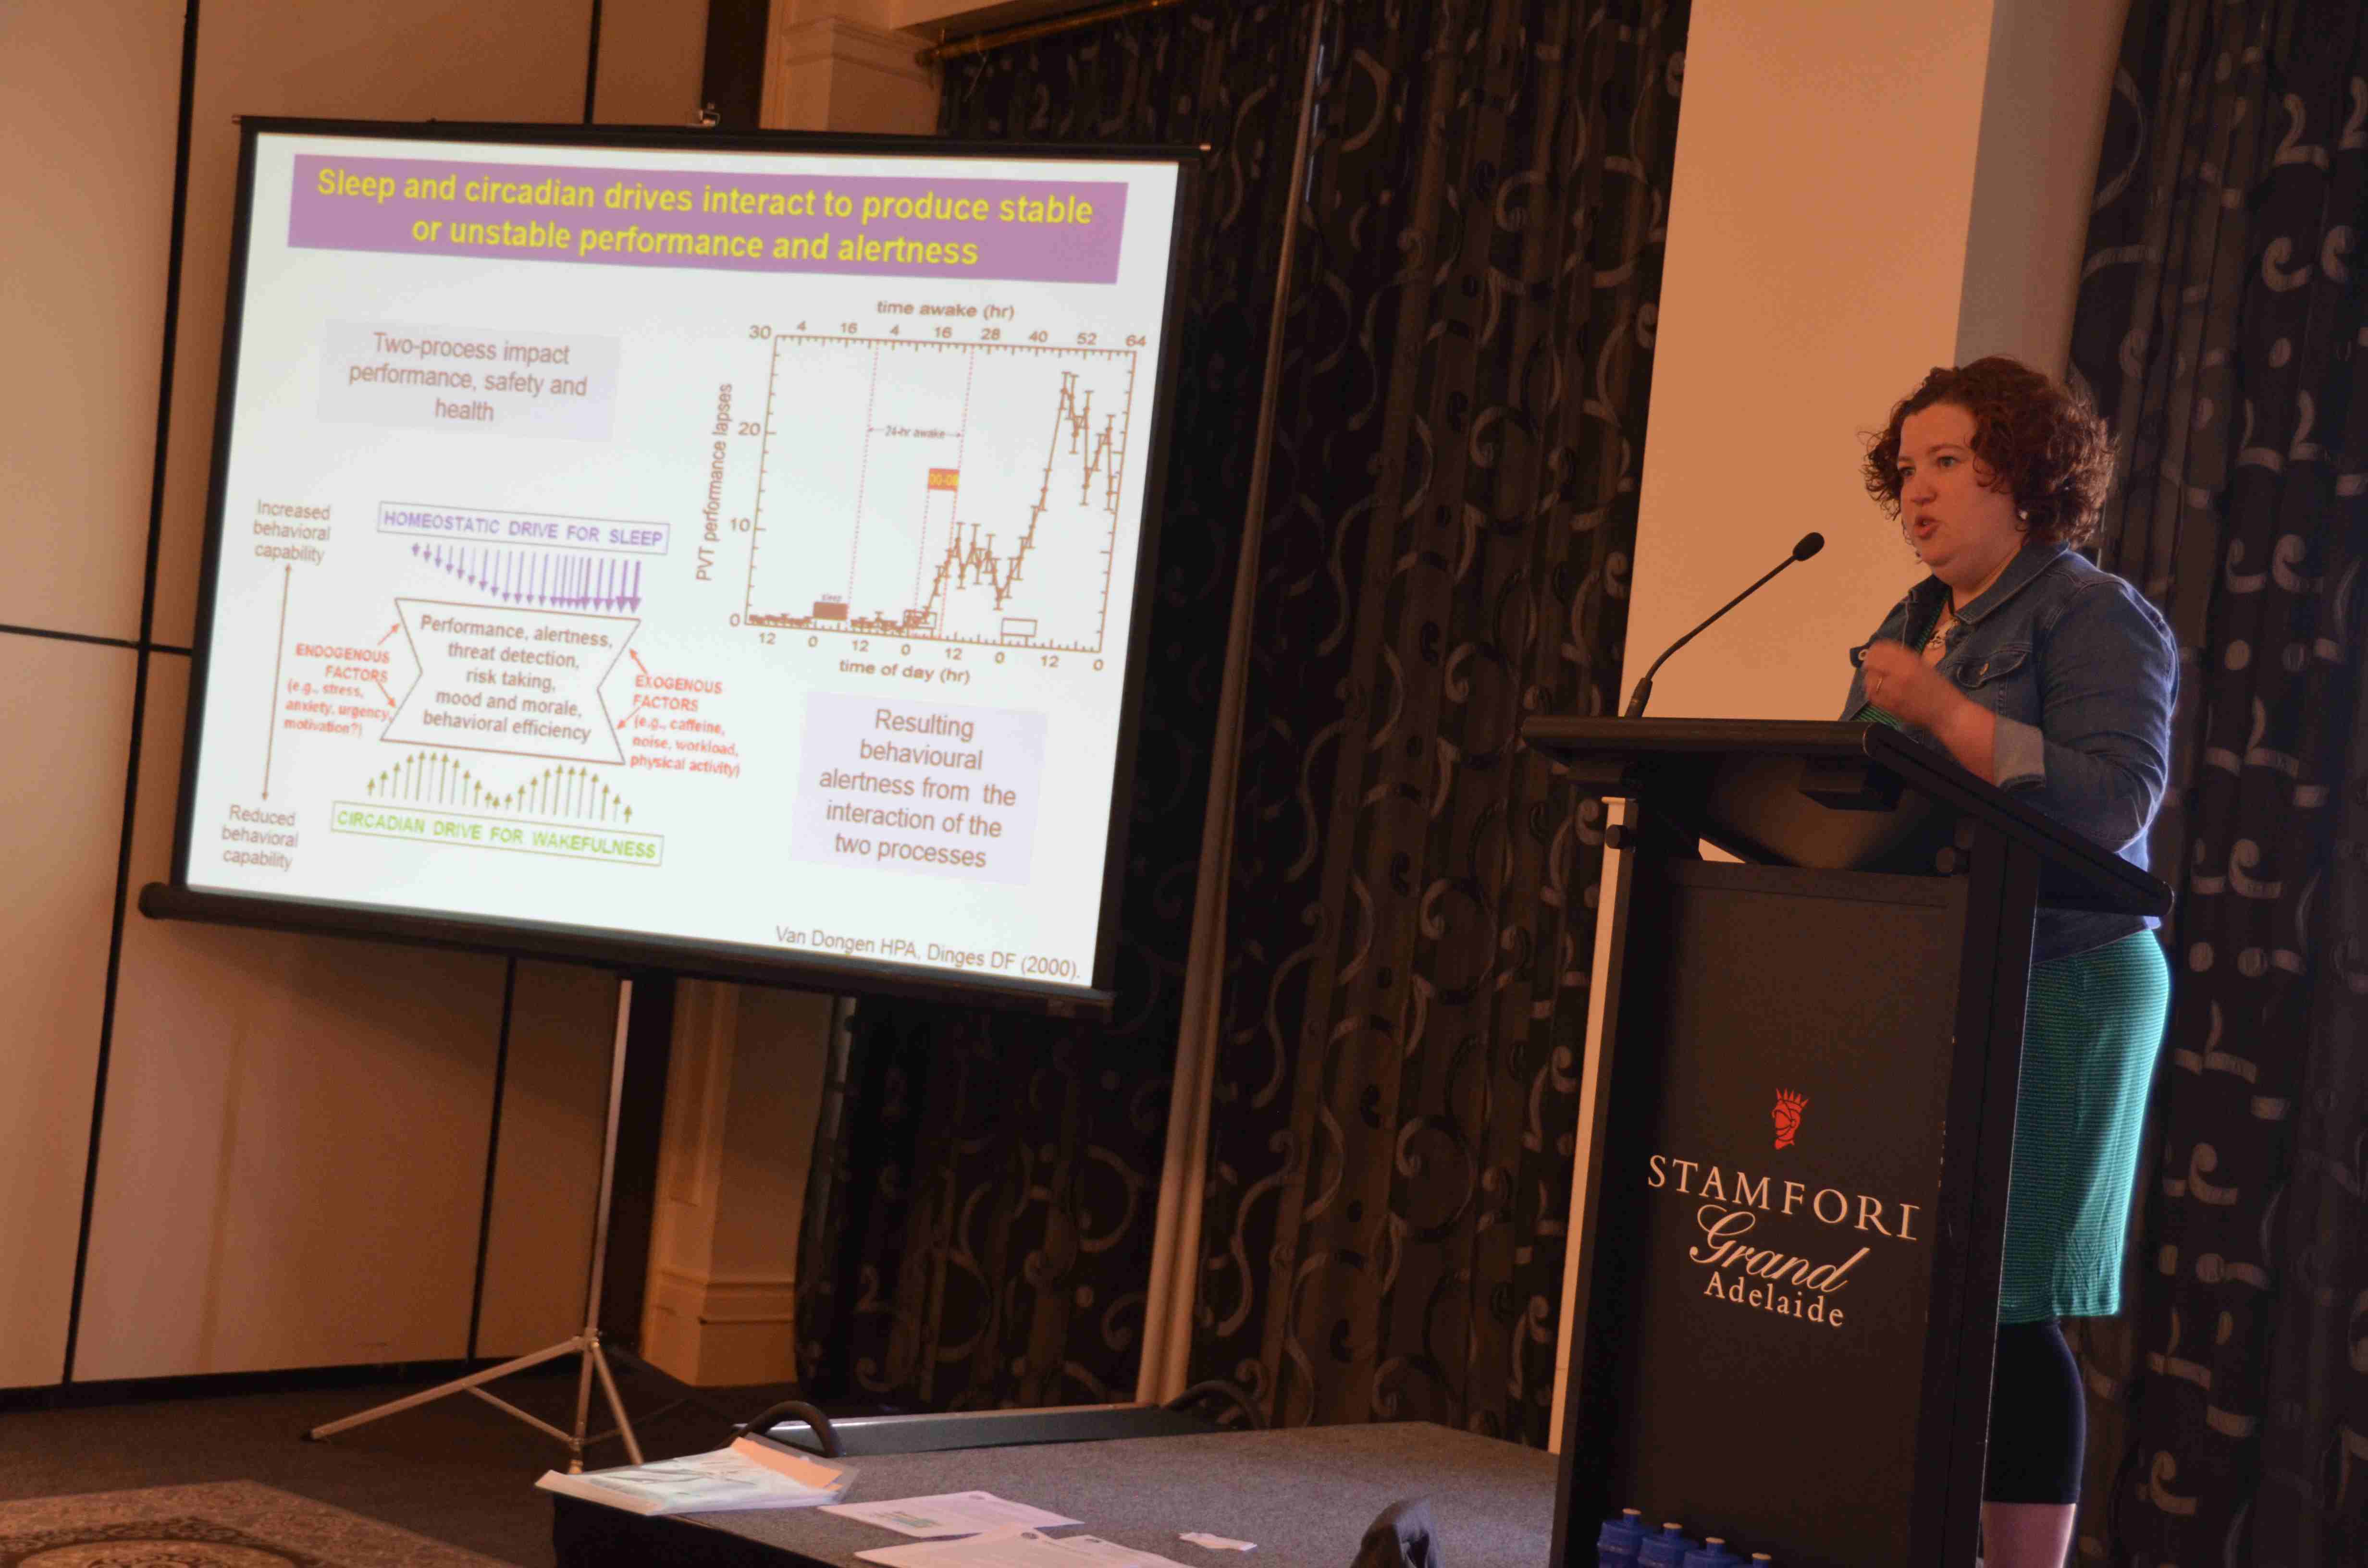 Sleep and circadian drives interact to produce stable
or unstable performance and alertness
Two-process impact
performance, safety and
health
time awake (hr)
30 4 16 4 16 28 40 52 64
PVT performance lapses
20
10
0
24-hr awake
sleep
12 0 12 0 12 0 12 0
time of day (hr)
Increased
behavioral
capability
HOMEOSTATIC DRIVE FOR SLEEP
Performance, alertness,
threat detection,
risk taking,
mood and morale,
behavioral efficiency
ENDOGENOUS
FACTORS
(e.g., stress,
anxiety, urgency,
motivation?)
EXOGENOUS
FACTORS
(e.g., caffeine,
noise, workload,
physical activity)
CIRCADIAN DRIVE FOR WAKEFULNESS
Reduced
behavioral
capability
Resulting
behavioural
alertness from the
interaction of the
two processes
Van Dongen HPA, Dinges DF (2000).
STAMFORD
Grand
Adelaide